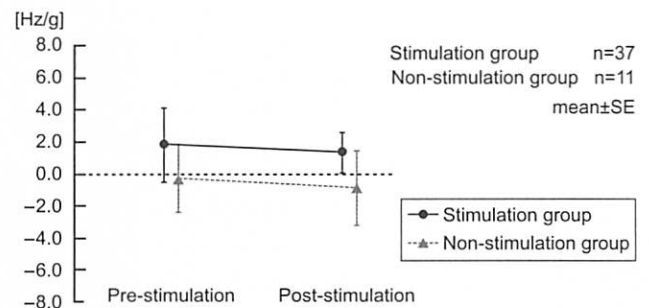 [Hz/g]
8.0
6.0
4.0
2.0
0.0
−2.0
−4.0
−6.0
−8.0
Stimulation group n=37
Non-stimulation group n=11
mean±SE
Stimulation group
Non-stimulation group
Pre-stimulation Post-stimulation